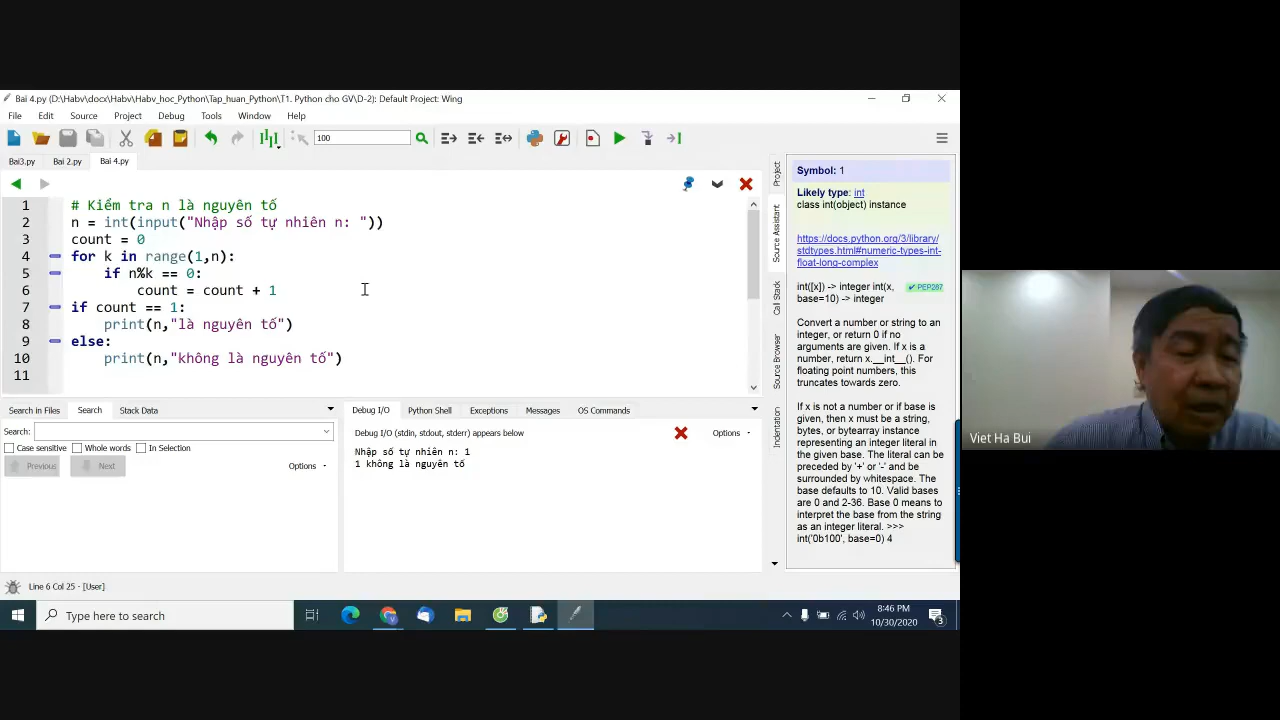 Bai 4.py (D:\Habv\docx\Habv\Habv_hoc_Python\Tap_huan_Python\T1. Python cho GV\D-2): Default Project: Wing
File Edit Source Project Debug Tools Window Help
100
Bai3.py Bai 2.py Bai 4.py
1 # Kiểm tra n là nguyên tố
2 n = int(input("Nhập số tự nhiên n: "))
3 count = 0
4 for k in range(1,n):
5 if n%k == 0:
6 count = count + 1
7 if count == 1:
8 print(n,"là nguyên tố")
9 else:
10 print(n,"không là nguyên tố")
11
Search in Files Search Stack Data
Search:
Case sensitive Whole words In Selection
Previous Next Options
Debug I/O Python Shell Exceptions Messages OS Commands
Debug I/O (stdin, stdout, stderr) appears below
Options
Nhập số tự nhiên n: 1
1 không là nguyên tố
Project
Source Assistant
Call Stack
Source Browser
Indentation
Symbol: 1
Likely type: int
class int(object) instance
https://docs.python.org/3/library/
stdtypes.html#numeric-types-int-
float-long-complex
int([x]) -> integer int(x,
base=10) -> integer
✔ PEP287
Convert a number or string to an
integer, or return 0 if no
arguments are given. If x is a
number, return x.__int__(). For
floating point numbers, this
truncates towards zero.
If x is not a number or if base is
given, then x must be a string,
bytes, or bytearray instance
representing an integer literal in
the given base. The literal can be
preceded by '+' or '-' and be
surrounded by whitespace. The
base defaults to 10. Valid bases
are 0 and 2-36. Base 0 means to
interpret the base from the string
as an integer literal. >>>
int('0b100', base=0) 4
Viet Ha Bui
Line 6 Col 25 - [User]
Type here to search
8:46 PM
10/30/2020
3